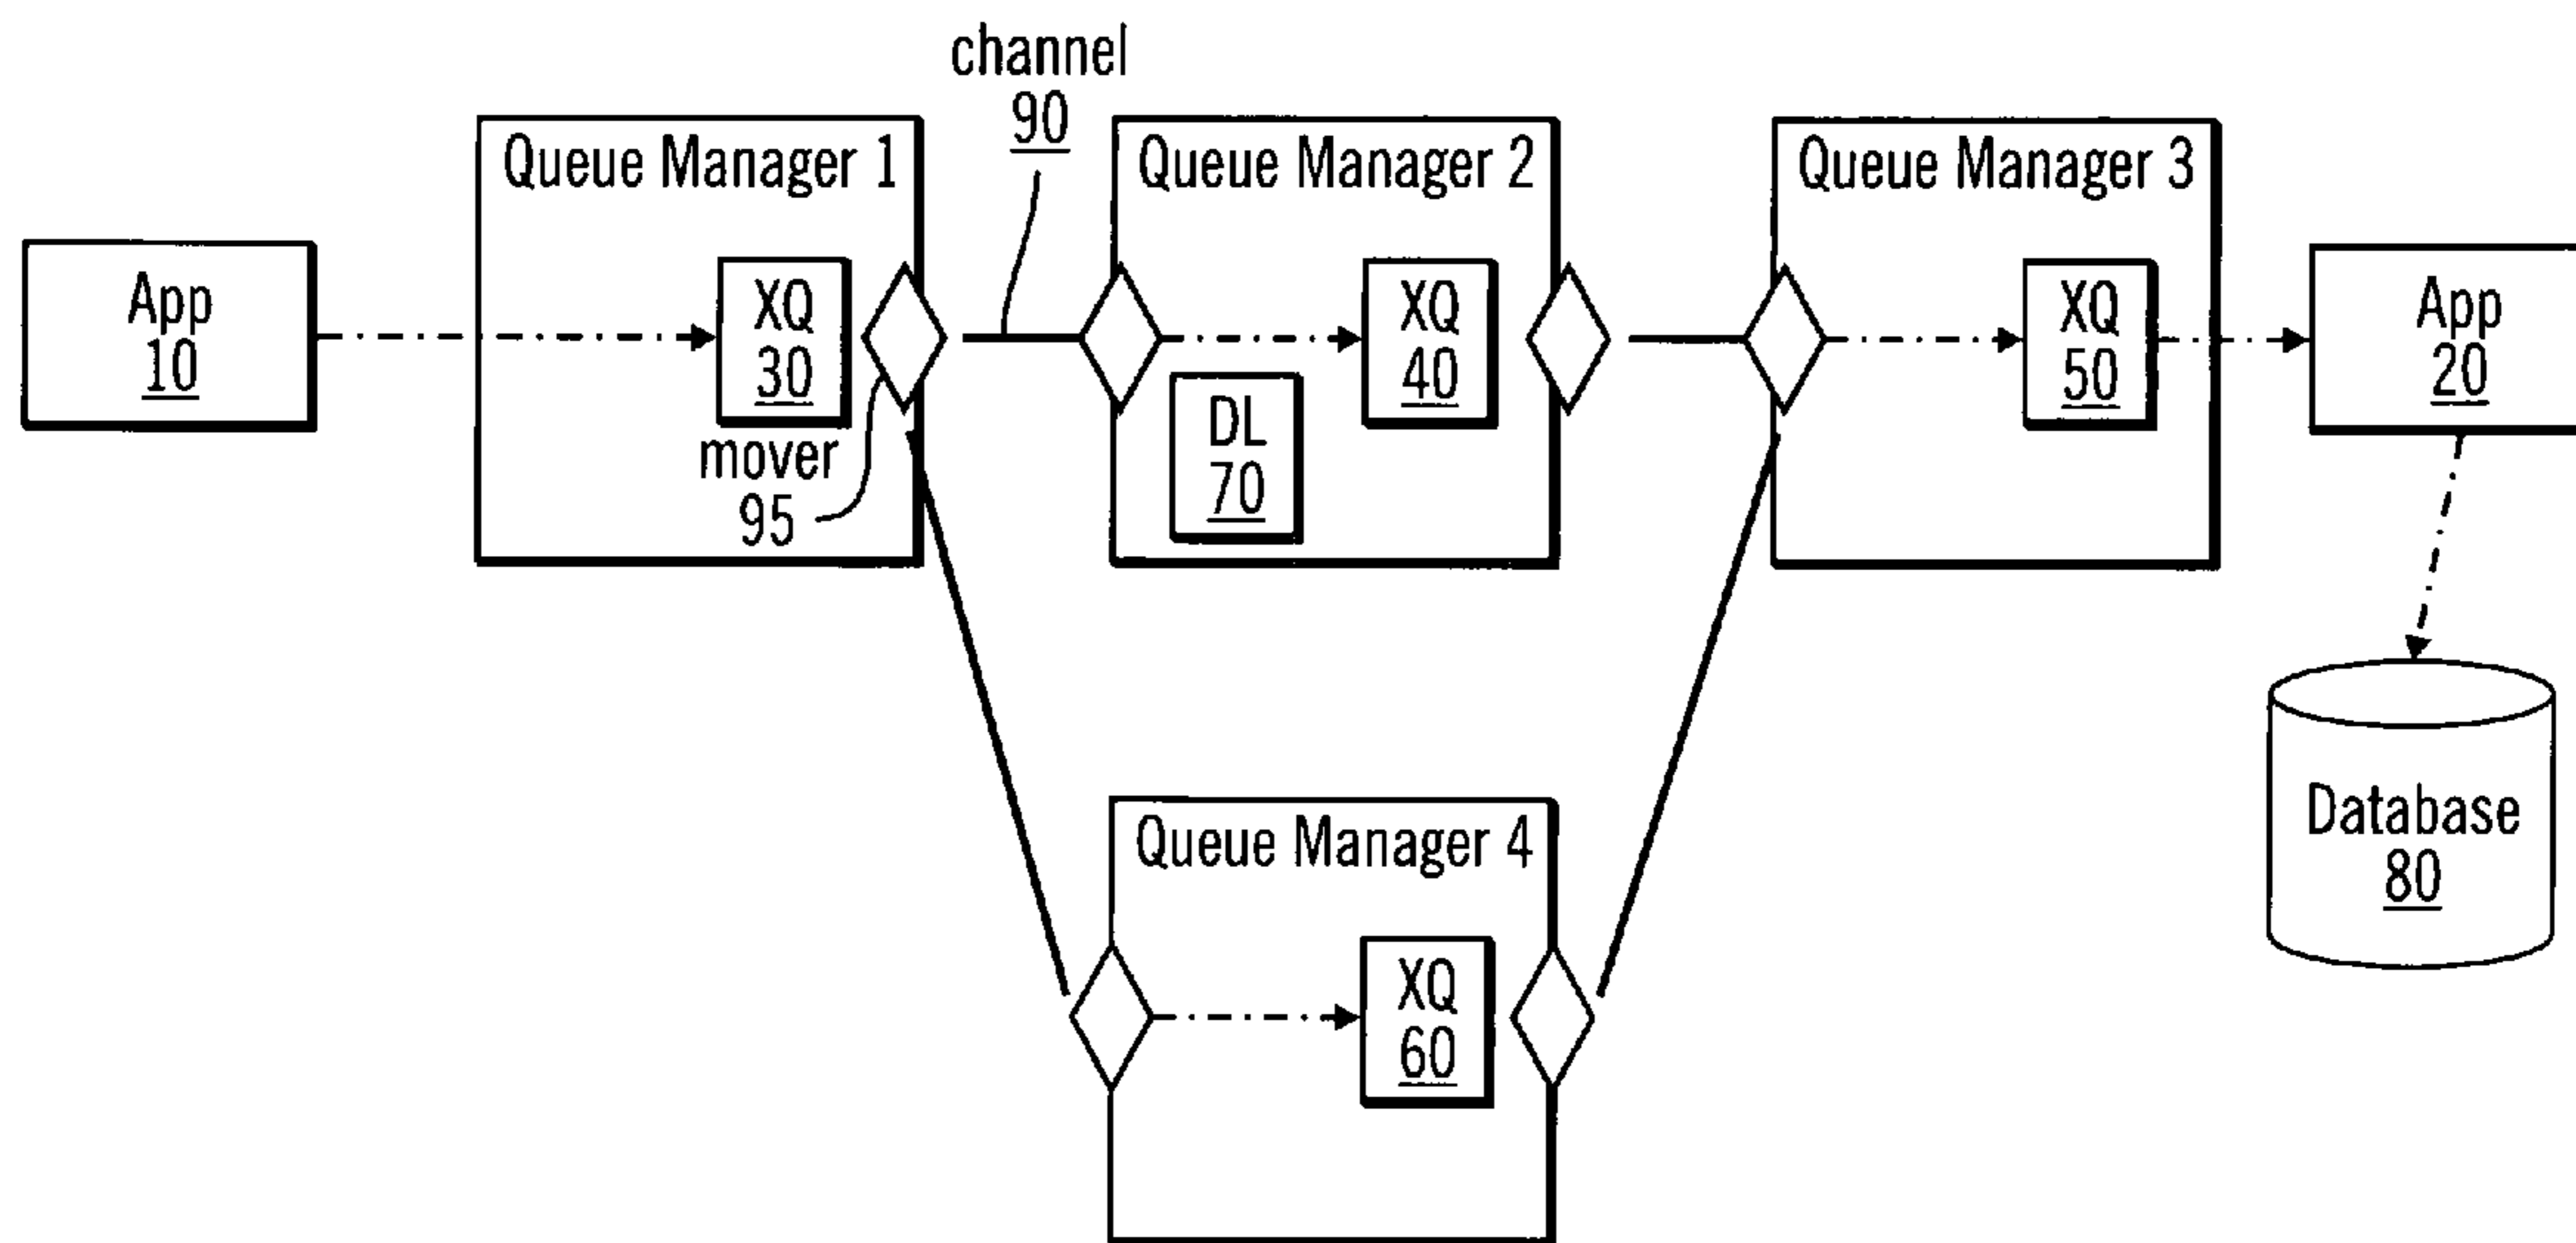 channel
90
Queue Manager 1
Queue Manager 2
Queue Manager 3
App
10
XQ
30
XQ
40
XQ
50
App
20
mover
95
DL
70
Queue Manager 4
XQ
60
Database
80